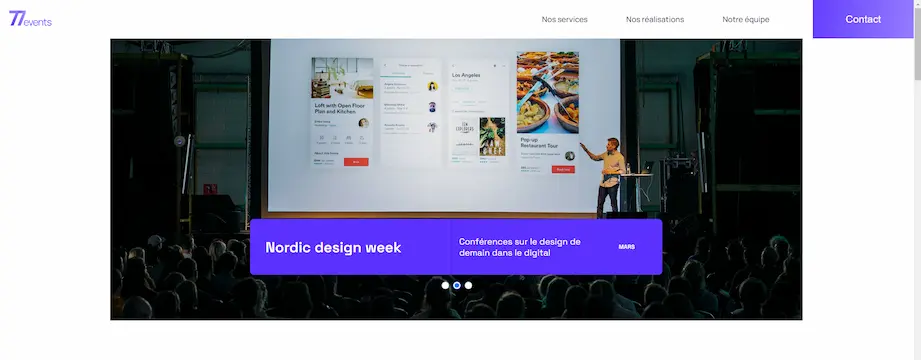 77events
Nos services
Nos réalisations
Notre équipe
Contact
Loft with Open Floor
Plan and Kitchen
Los Angeles
Pop-up
Restaurant Tour
Nordic design week
Conférences sur le design de
demain dans le digital
MARS